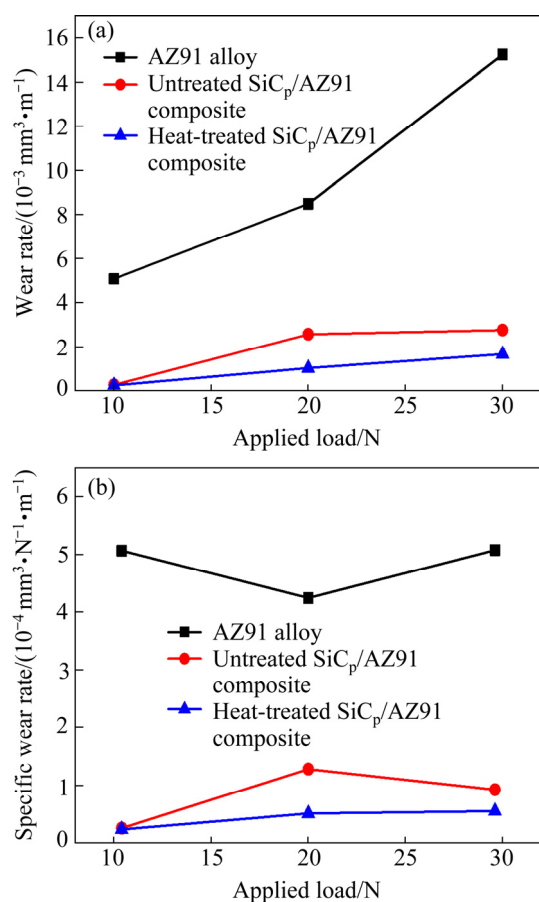 (a)
AZ91 alloy
Untreated SiCp/AZ91
composite
Heat-treated SiCp/AZ91
composite
Wear rate/(10⁻³ mm³•m⁻¹)
16
14
12
10
8
6
4
2
0
10 15 20 25 30
Applied load/N
(b)
AZ91 alloy
Untreated SiCp/AZ91
composite
Heat-treated SiCp/AZ91
composite
Specific wear rate/(10⁻⁴ mm³•N⁻¹•m⁻¹)
6
5
4
3
2
1
0
10 15 20 25 30
Applied load/N